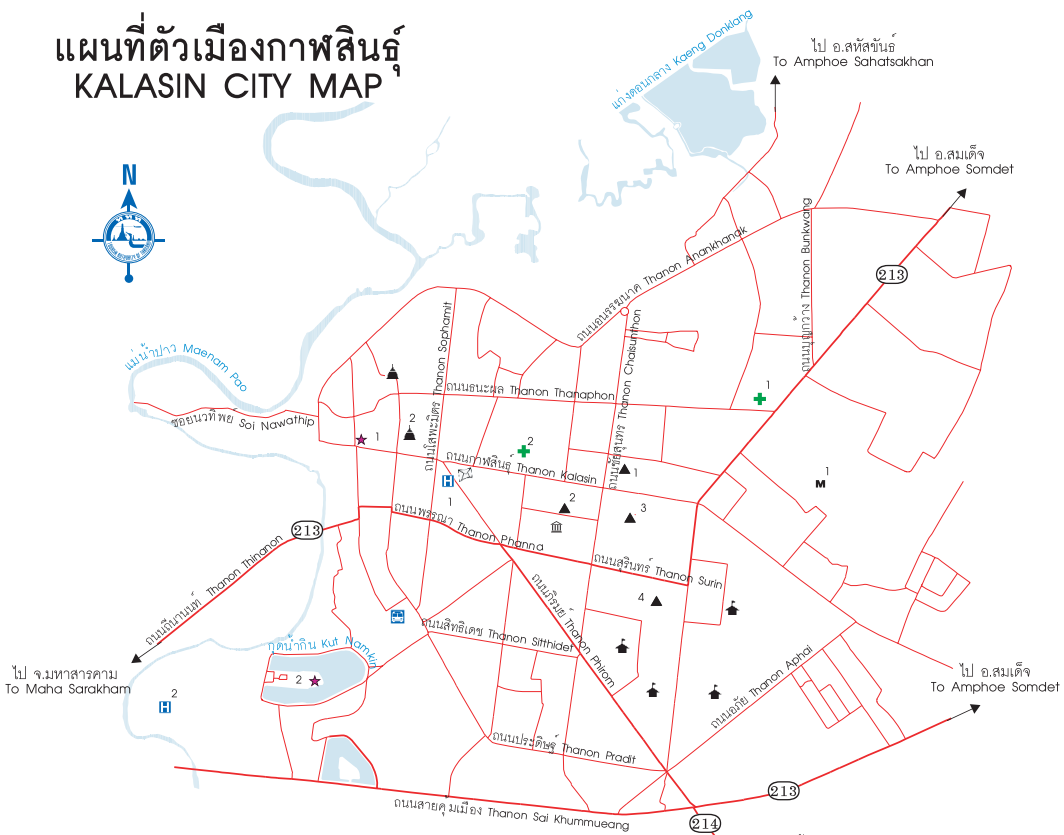 แผนที่ตัวเมืองกาฬสินธุ์
KALASIN CITY MAP
N
แก่งดอนกลาง Kaeng Donklang
ไป อ.สหัสขันธ์
To Amphoe Sahatsakhan
ไป อ.สมเด็จ
To Amphoe Somdet
213
ถนนบุญกว้าง Thanon Bunkwang
ถนนอนรรฆนาค Thanon Anankhanak
ถนนโสพะมิตร Thanon Sophamit
ถนนชัยสุนทร Thanon Chaisunthon
แม่น้ำปาว Maenam Pao
ถนนธนะผล Thanon Thanaphon
1
ซอยนวทิพย์ Soi Nawathip
1
2
2
ถนนกาฬสินธุ์ Thanon Kalasin
1
1
M
H
1
2
3
ถนนพรรณา Thanon Phanna
213
ถนนสุรินทร์ Thanon Surin
ถนนถีนานนท์ Thanon Thinanon
ถนนภิรมย์ Thanon Phirom
4
ถนนสิทธิเดช Thanon Sitthidet
กุดน้ำกิน Kut Namkin
ไป จ.มหาสารคาม
To Maha Sarakham
2
H
2
ถนนอภัย Thanon Aphai
ไป อ.สมเด็จ
To Amphoe Somdet
ถนนประดิษฐ์ Thanon Pradit
213
ถนนสายคุมเมือง Thanon Sai Khummueang
214